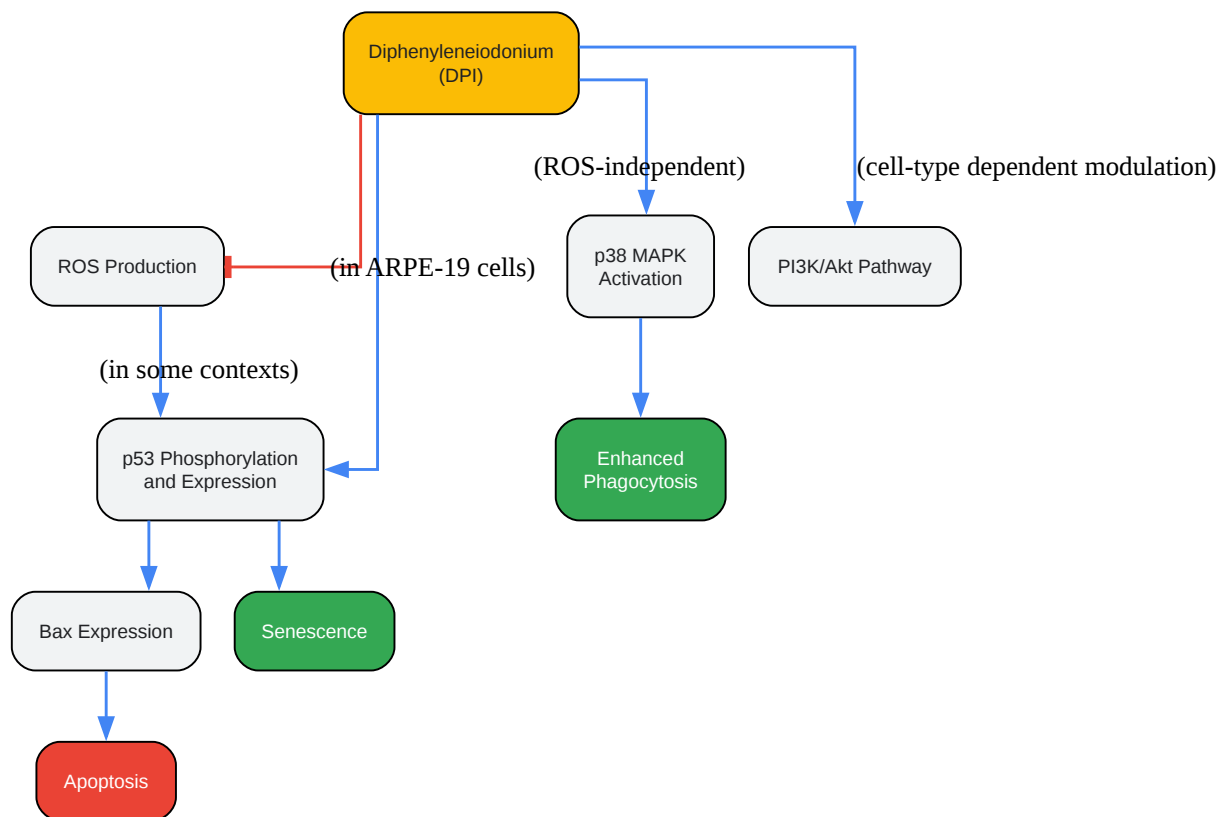 Diphenyleneiodonium
(DPI)
(ROS-independent)
(cell-type dependent modulation)
ROS Production
(in ARPE-19 cells)
p38 MAPK
Activation
PI3K/Akt Pathway
(in some contexts)
p53 Phosphorylation
and Expression
Enhanced
Phagocytosis
Bax Expression
Senescence
Apoptosis